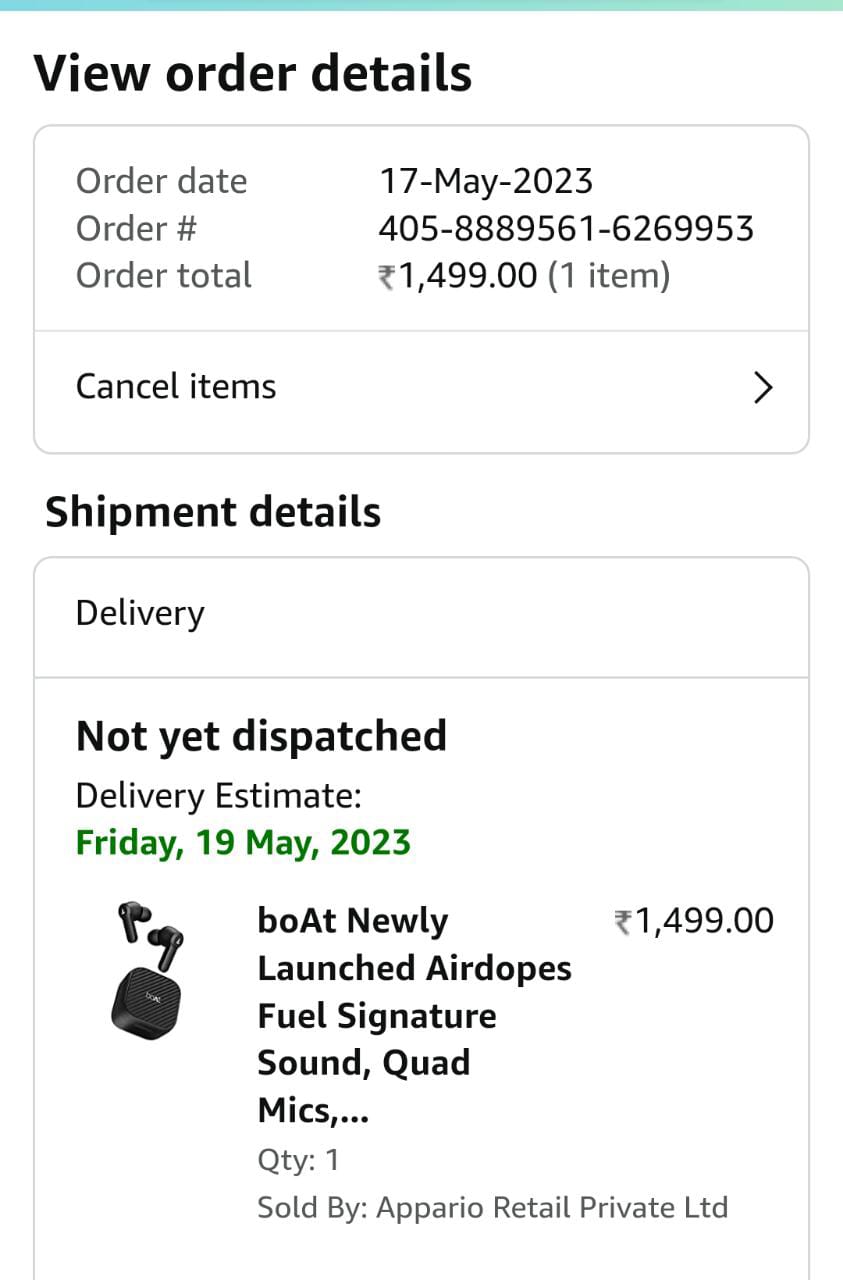 View order details
Order date 17-May-2023
Order # 405-8889561-6269953
Order total ₹1,499.00 (1 item)
Cancel items
Shipment details
Delivery
Not yet dispatched
Delivery Estimate:
Friday, 19 May, 2023
boAt Newly ₹1,499.00
Launched Airdopes
Fuel Signature
Sound, Quad
Mics,...
Qty: 1
Sold By: Appario Retail Private Ltd
boAt